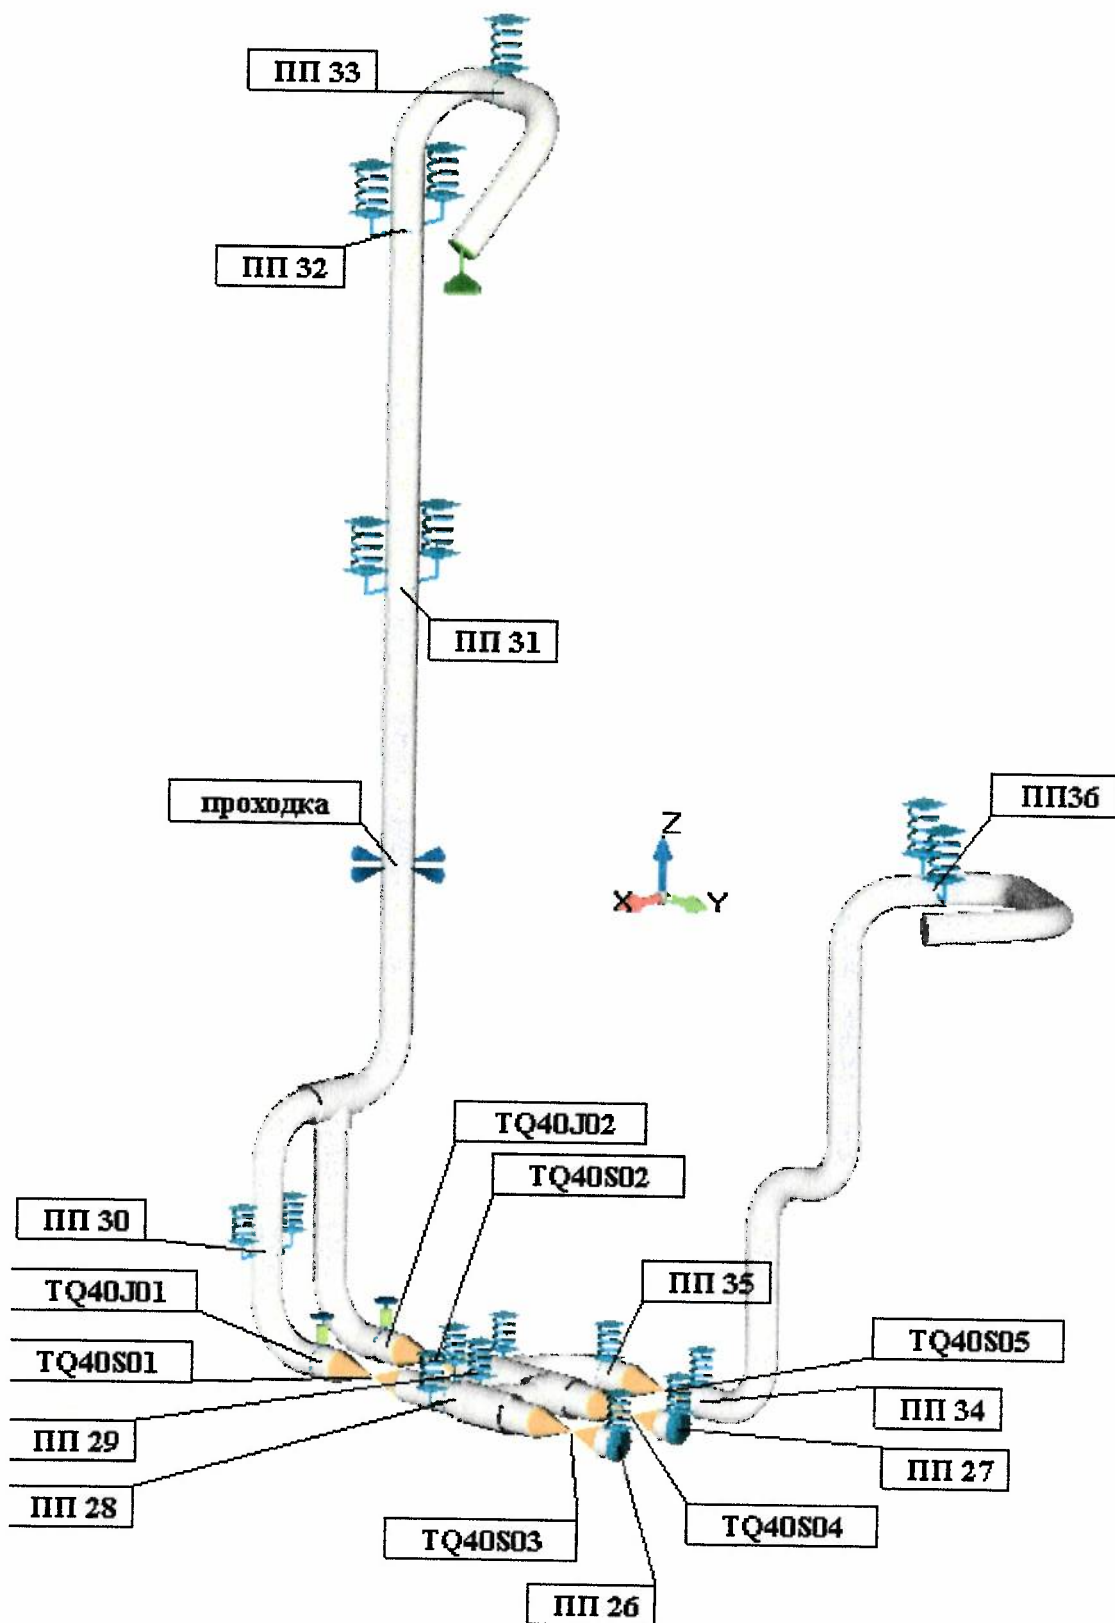 ПП 33
ПП 32
ПП 31
проходка
ПП36
Z
X
Y
TQ40J02
TQ40S02
ПП 30
TQ40J01
ПП 35
TQ40S01
TQ40S05
ПП 29
ПП 34
ПП 28
ПП 27
TQ40S03
TQ40S04
ПП 26